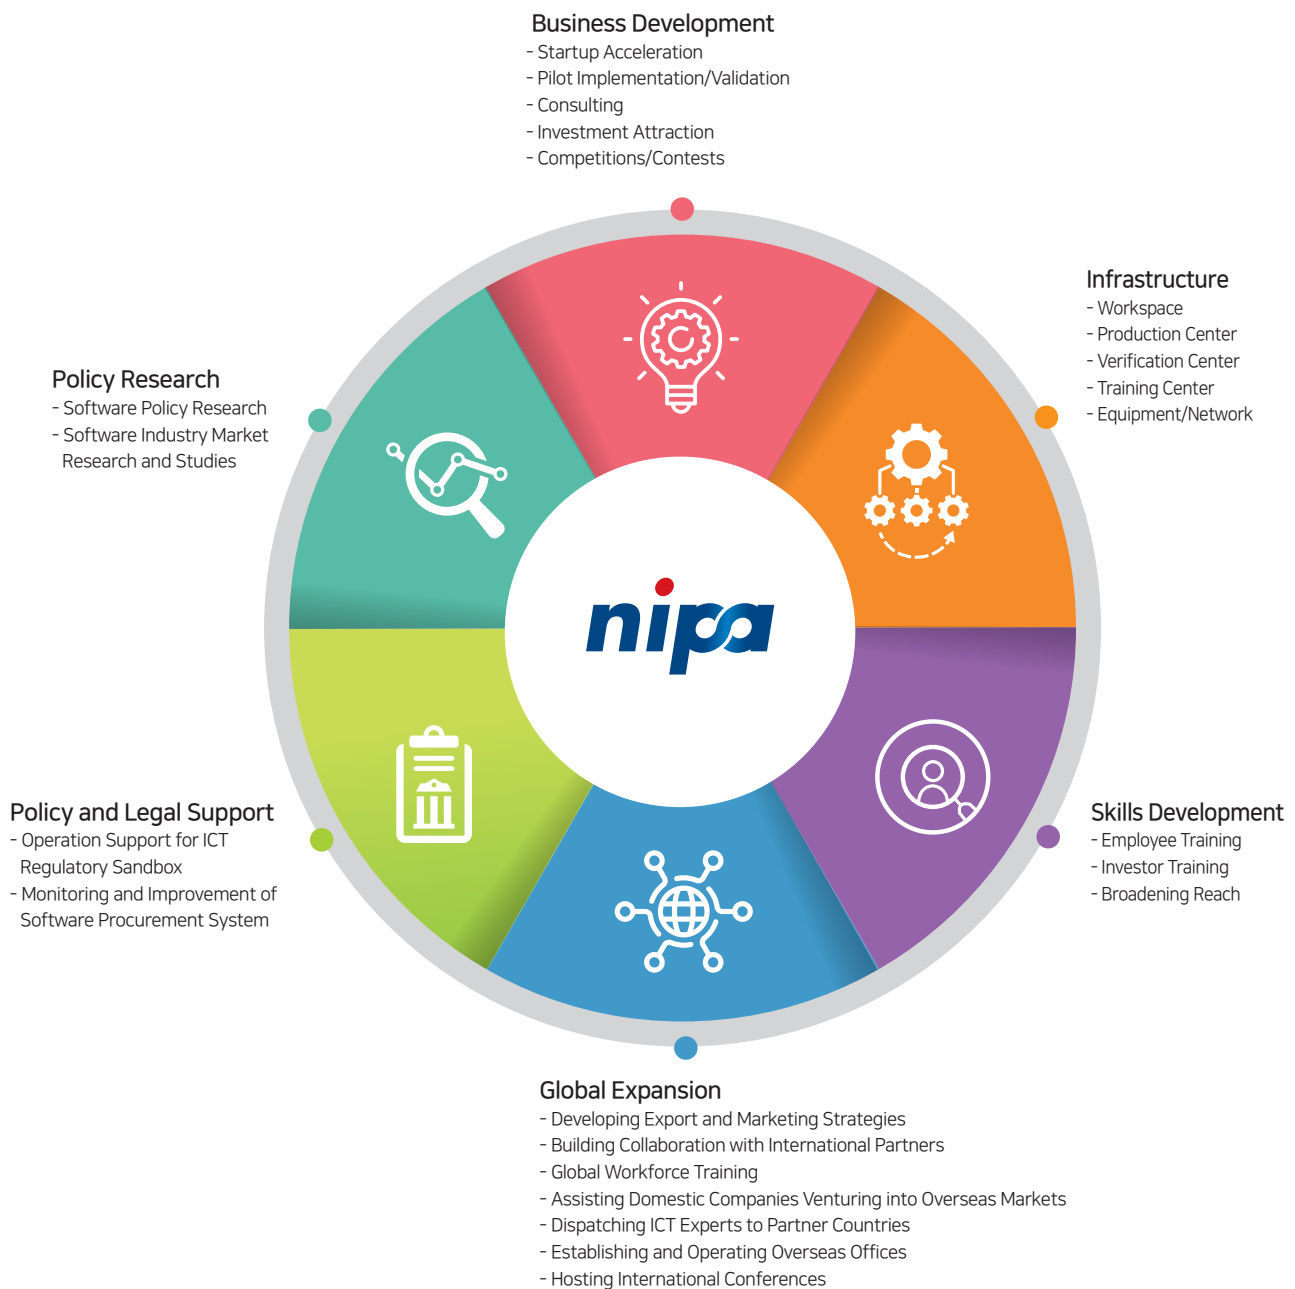 Business Development
- Startup Acceleration
- Pilot Implementation/Validation
- Consulting
- Investment Attraction
- Competitions/Contests
Infrastructure
- Workspace
- Production Center
- Verification Center
- Training Center
- Equipment/Network
Policy Research
- Software Policy Research
- Software Industry Market
Research and Studies
nipa
Policy and Legal Support
- Operation Support for ICT
Regulatory Sandbox
- Monitoring and Improvement of
Software Procurement System
Skills Development
- Employee Training
- Investor Training
- Broadening Reach
Global Expansion
- Developing Export and Marketing Strategies
- Building Collaboration with International Partners
- Global Workforce Training
- Assisting Domestic Companies Venturing into Overseas Markets
- Dispatching ICT Experts to Partner Countries
- Establishing and Operating Overseas Offices
- Hosting International Conferences